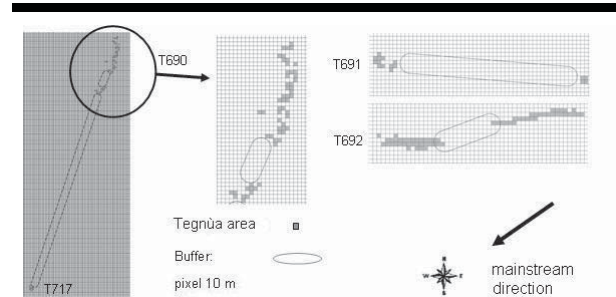 T690
T691
T692
T717
Tegnùa area
Buffer:
pixel 10 m
N
W E
S
mainstream
direction